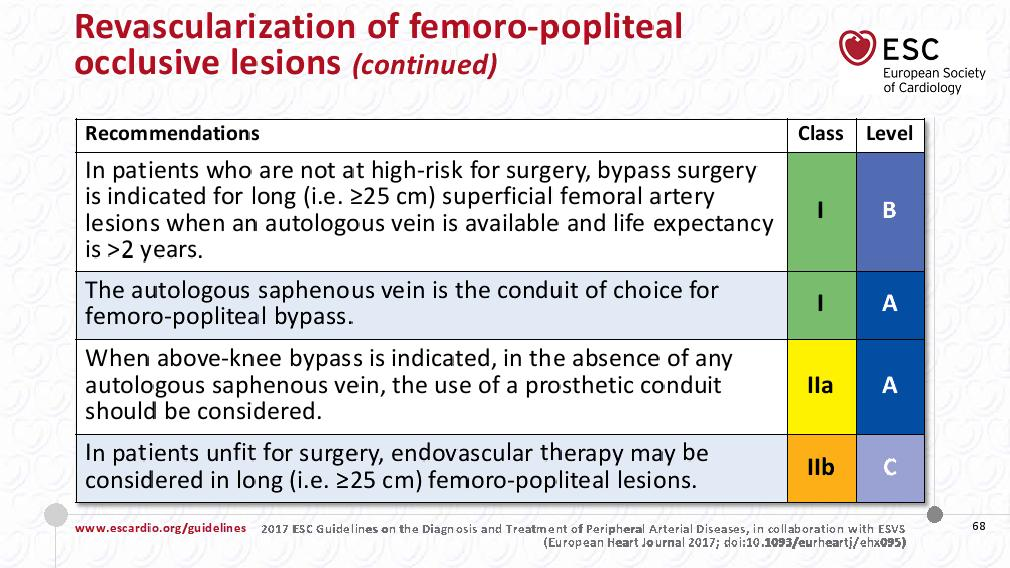 Revascularization of femoro-popliteal
occlusive lesions (continued)
ESC
European Society
of Cardiology
Recommendations Class Level
In patients who are not at high-risk for surgery, bypass surgery
is indicated for long (i.e. ≥25 cm) superficial femoral artery
lesions when an autologous vein is available and life expectancy
is >2 years.
I B
The autologous saphenous vein is the conduit of choice for
femoro-popliteal bypass.
I A
When above-knee bypass is indicated, in the absence of any
autologous saphenous vein, the use of a prosthetic conduit
should be considered.
IIa A
In patients unfit for surgery, endovascular therapy may be
considered in long (i.e. ≥25 cm) femoro-popliteal lesions.
IIb C
www.escardio.org/guidelines 2017 ESC Guidelines on the Diagnosis and Treatment of Peripheral Arterial Diseases, in collaboration with ESVS
(European Heart Journal 2017; doi:10.1093/eurheartj/ehx095)
68